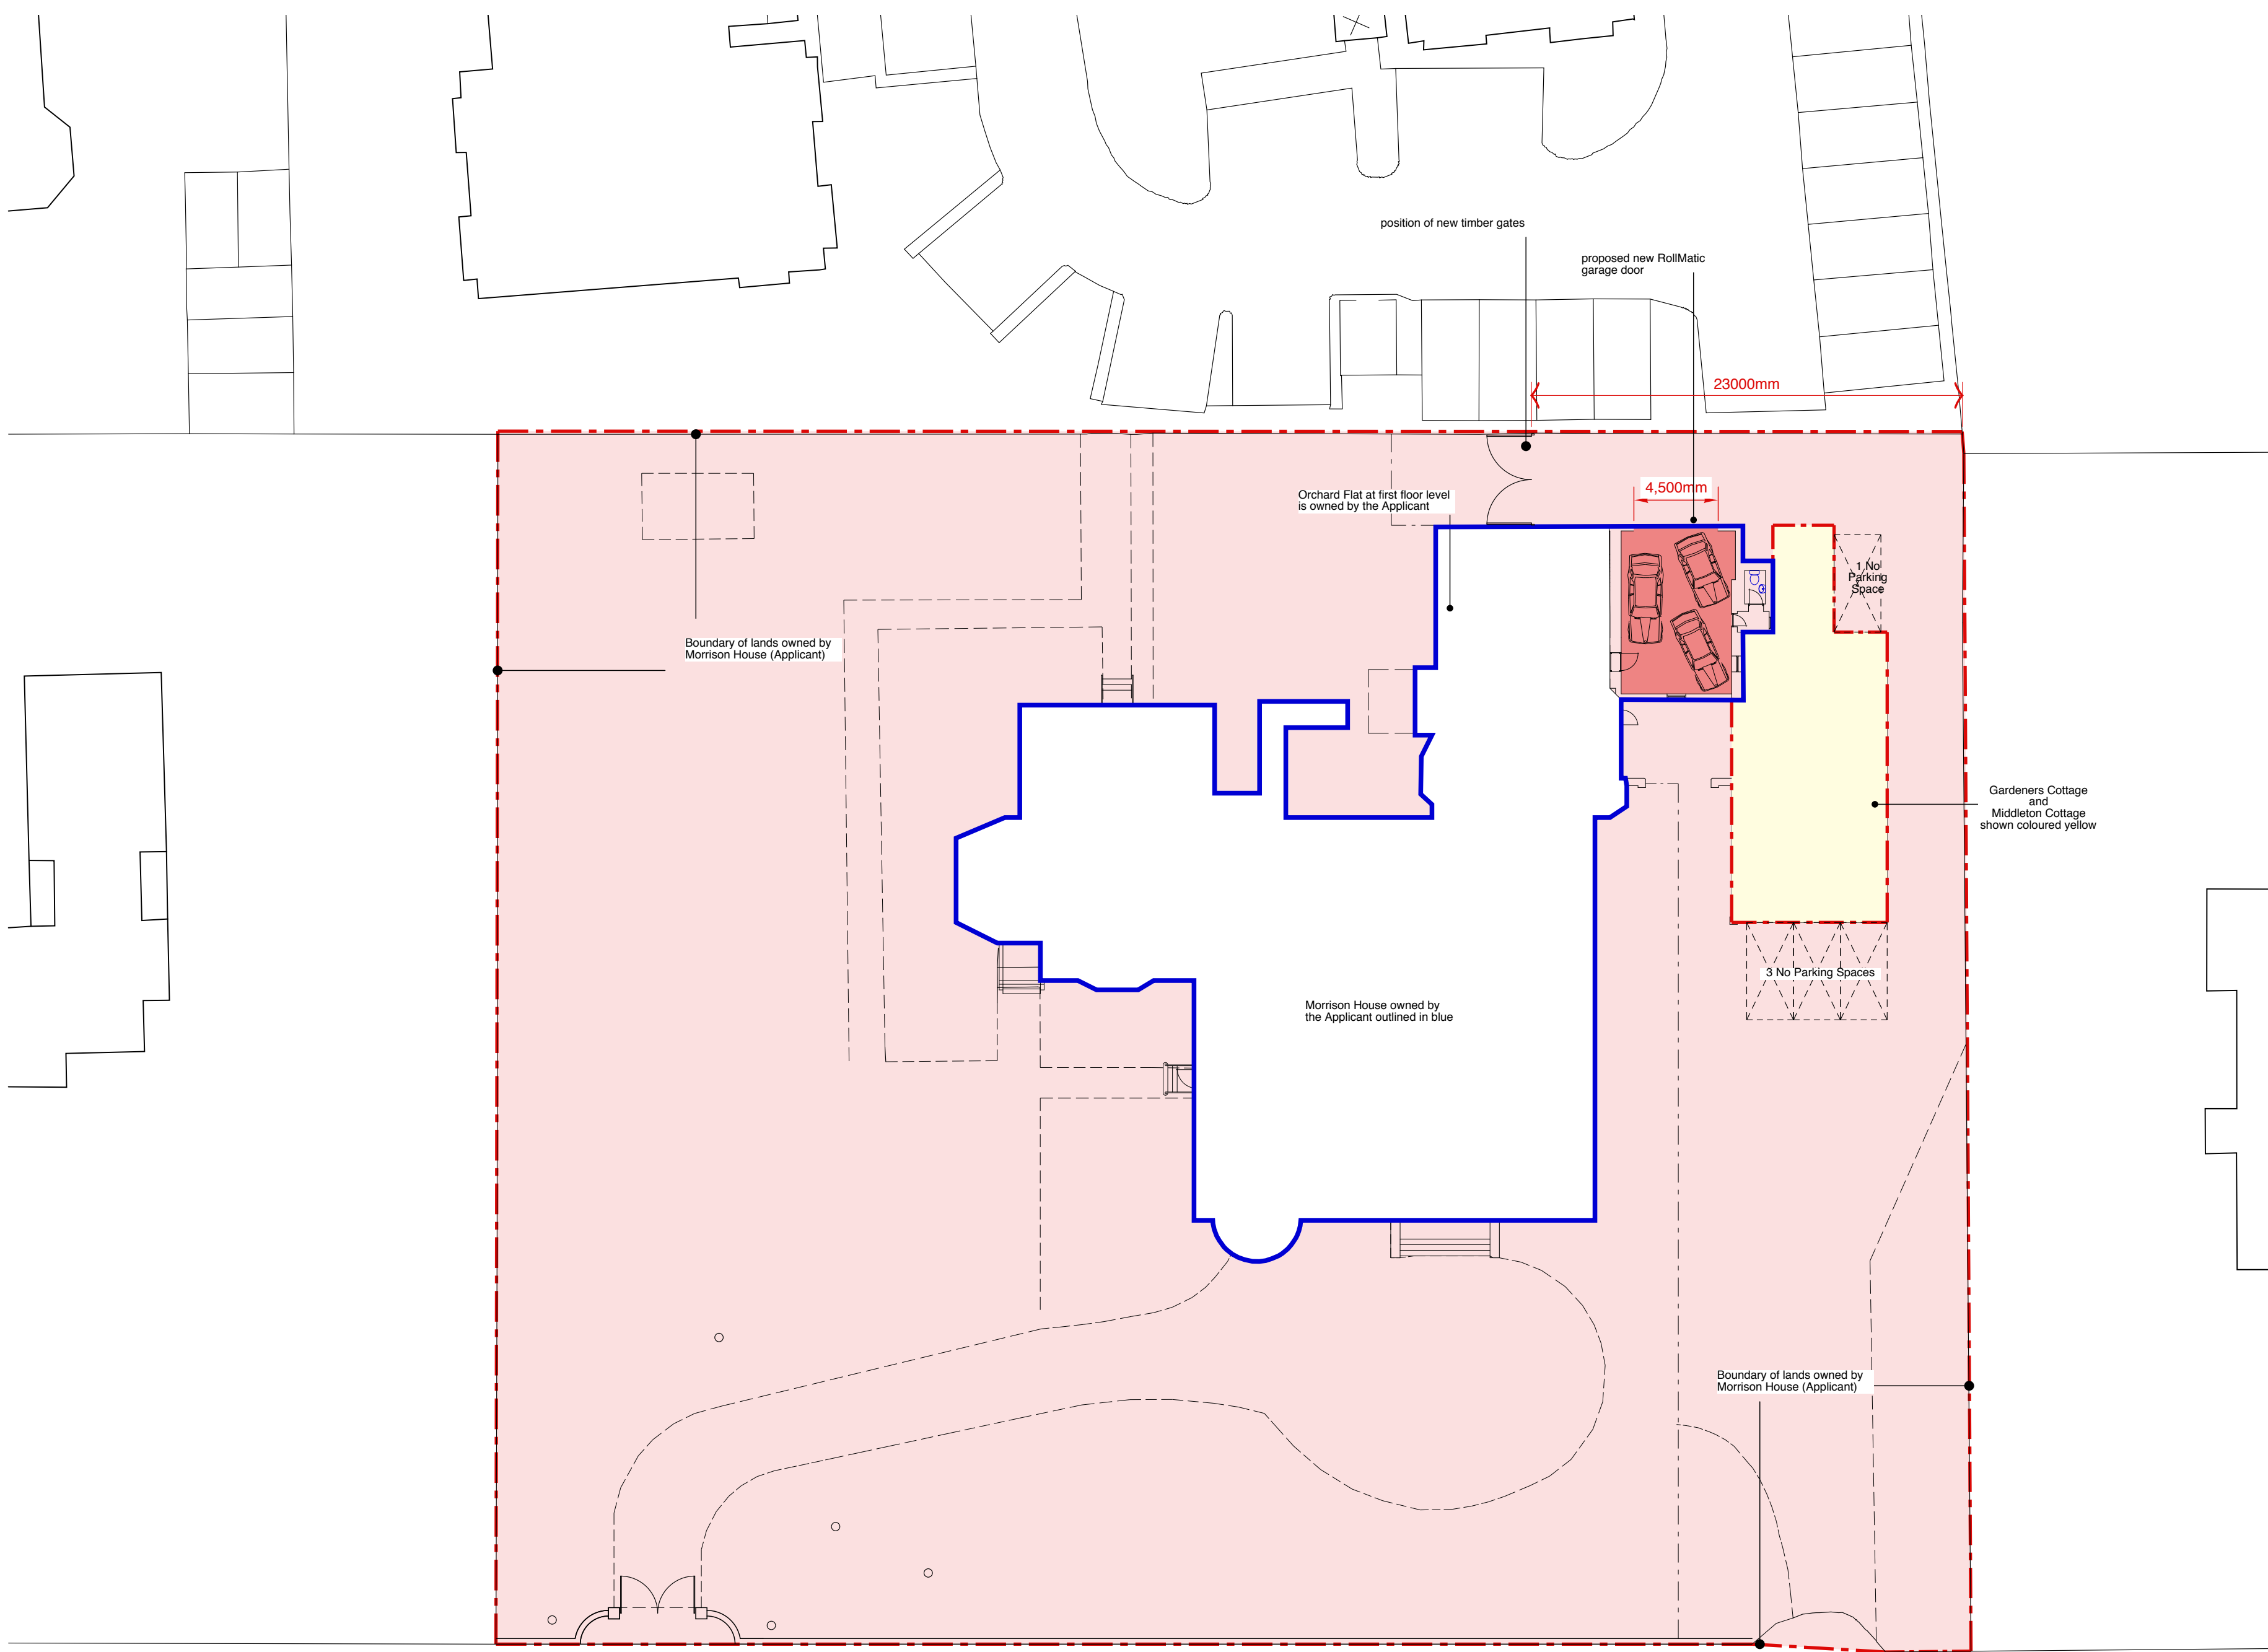 position of new timber gates
proposed new RollMatic
garage door
23000mm
4,500mm
Orchard Flat at first floor level
is owned by the Applicant
1 No
Parking
Space
Boundary of lands owned by
Morrison House (Applicant)
Gardeners Cottage
and
Middleton Cottage
shown coloured yellow
3 No Parking Spaces
Morrison House owned by
the Applicant outlined in blue
Boundary of lands owned by
Morrison House (Applicant)